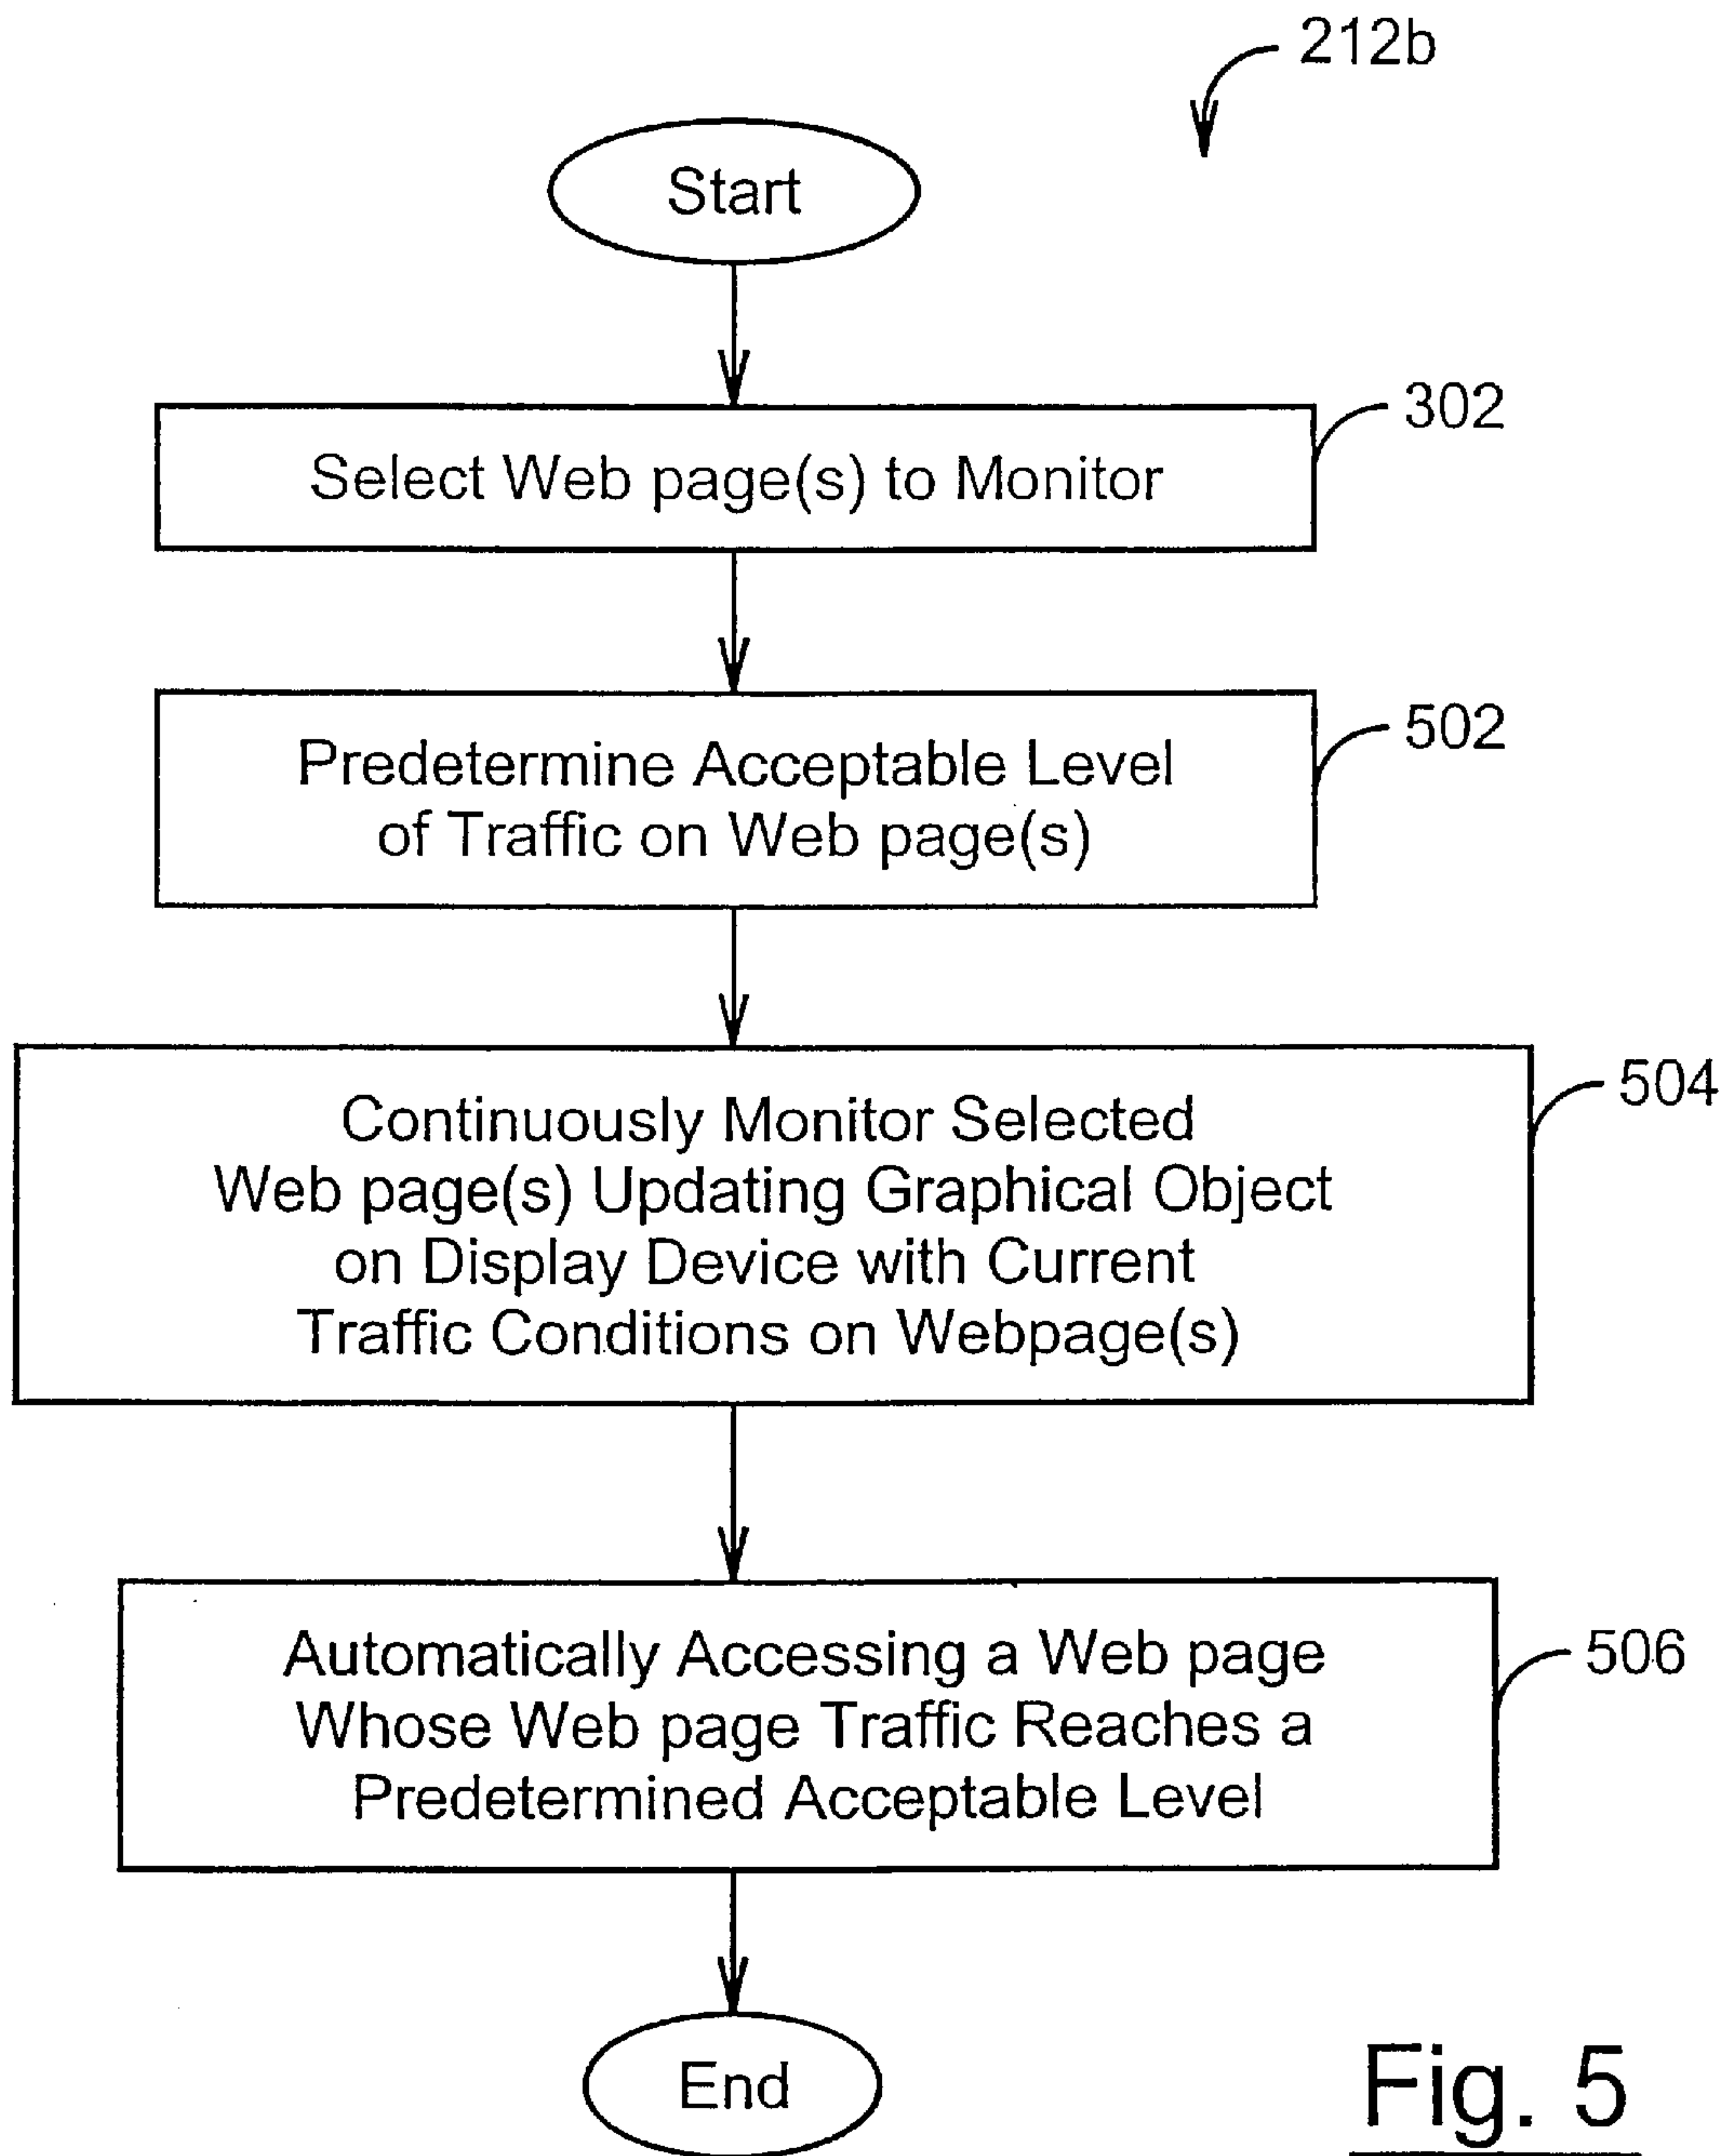 212b
Start
302
Select Web page(s) to Monitor
502
Predetermine Acceptable Level
of Traffic on Web page(s)
504
Continuously Monitor Selected
Web page(s) Updating Graphical Object
on Display Device with Current
Traffic Conditions on Webpage(s)
506
Automatically Accessing a Web page
Whose Web page Traffic Reaches a
Predetermined Acceptable Level
End
Fig. 5